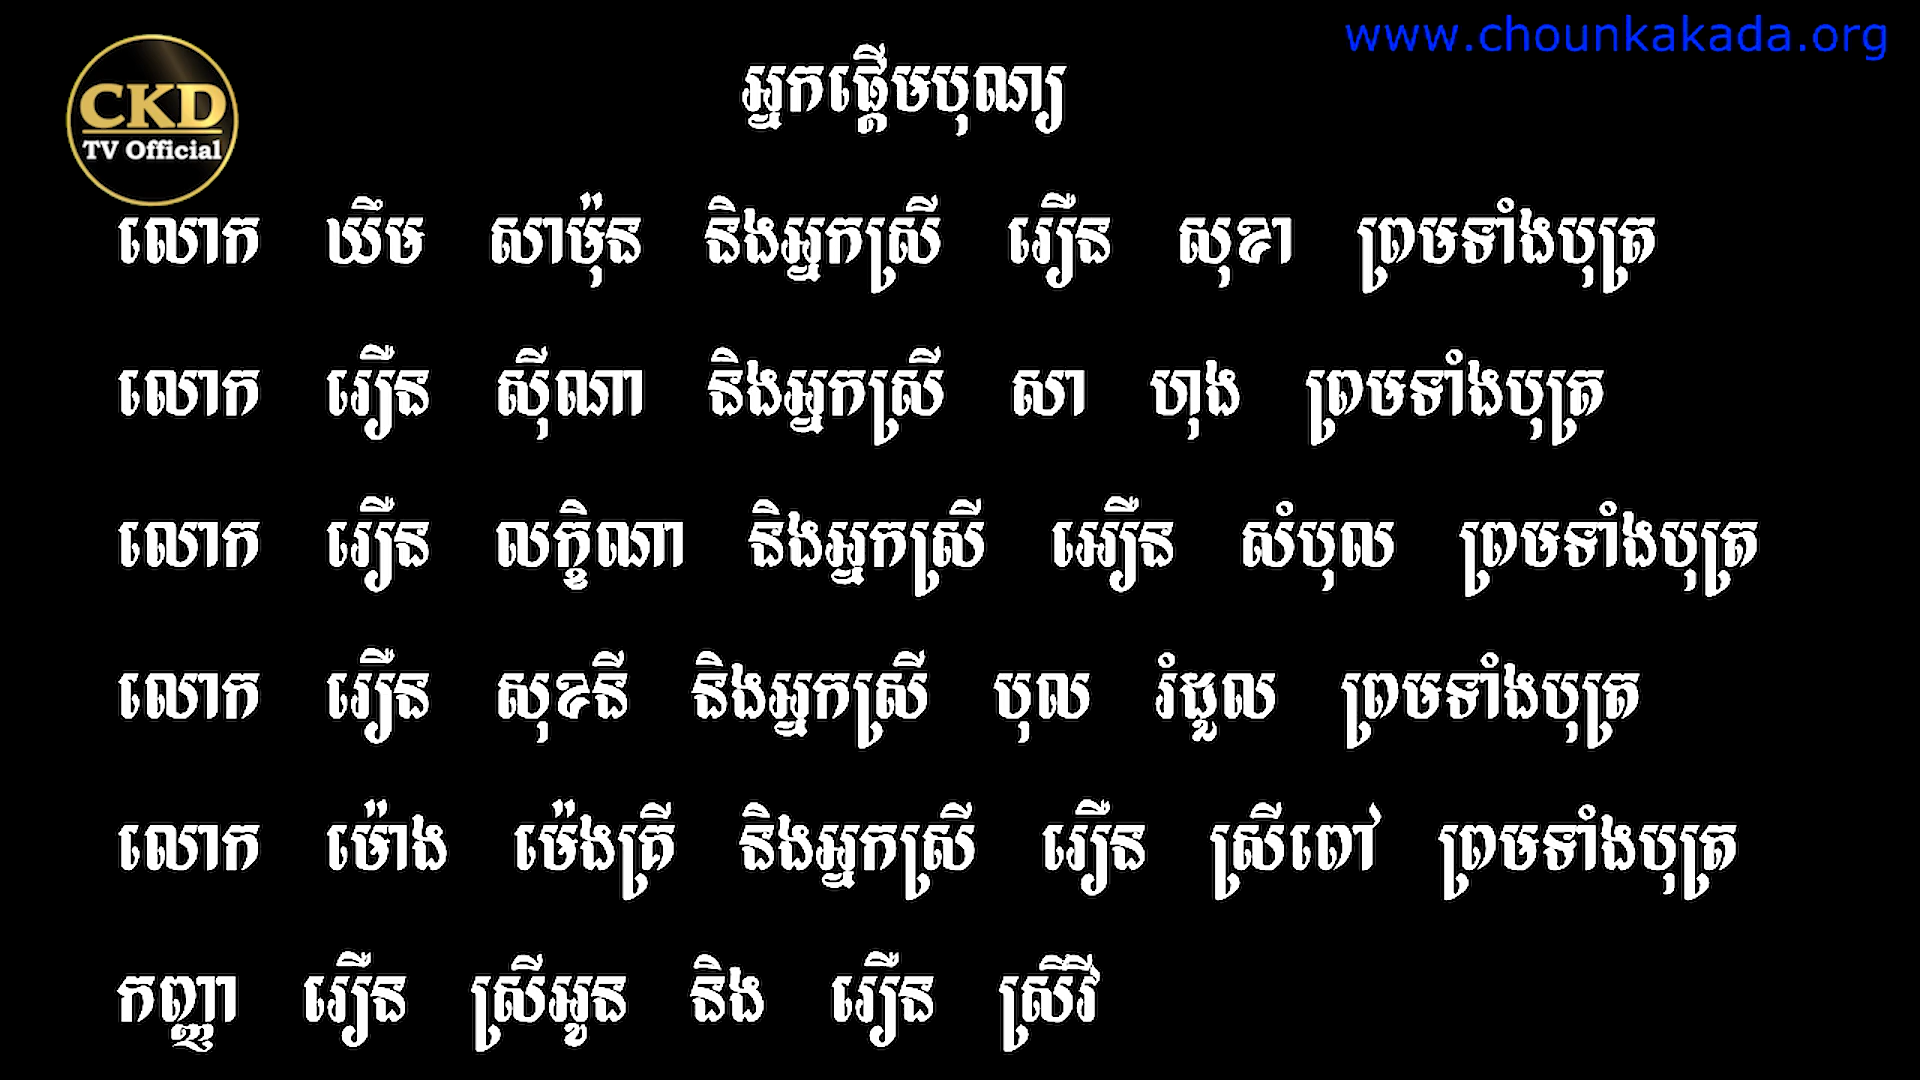 www.chounkakada.org
CKD
TV Official
អ្នកផ្តើមបុណ្យ
លោក ឃឹម សាម៉ុន និងអ្នកស្រី រឿន សុខា ព្រមទាំងបុត្រ
លោក រឿន ស៊ីណា និងអ្នកស្រី សា ហុង ព្រមទាំងបុត្រ
លោក រឿន លក្ខិណា និងអ្នកស្រី អឿន សំបុល ព្រមទាំងបុត្រ
លោក រឿន សុខនី និងអ្នកស្រី បុល រំដួល ព្រមទាំងបុត្រ
លោក ម៉ោង ម៉េងគ្រី និងអ្នកស្រី រឿន ស្រីពៅ ព្រមទាំងបុត្រ
កញ្ញា រឿន ស្រីអូន និង រឿន ស្រីរី